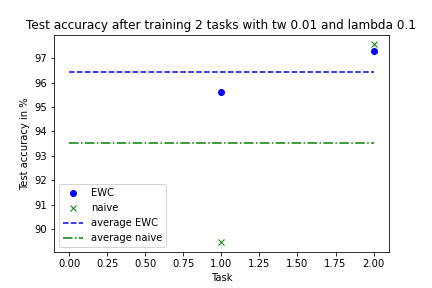 Test accuracy after training 2 tasks with tw 0.01 and lambda 0.1
97
96
95
94
93
92
91
90
Test accuracy in %
EWC
naive
average EWC
average naive
0.00 0.25 0.50 0.75 1.00 1.25 1.50 1.75 2.00
Task